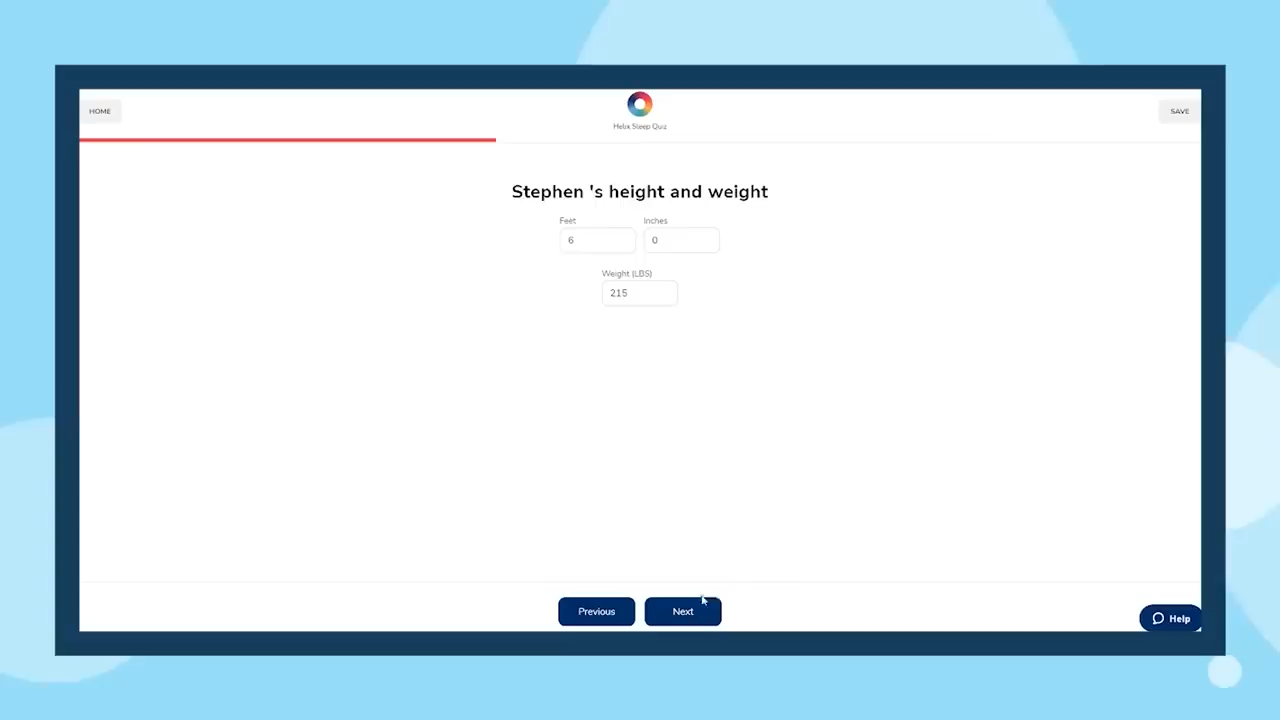 HOME
Helix Sleep Quiz
SAVE
Stephen 's height and weight
Feet
Inches
6
0
Weight (LBS)
215
Previous
Next
Help